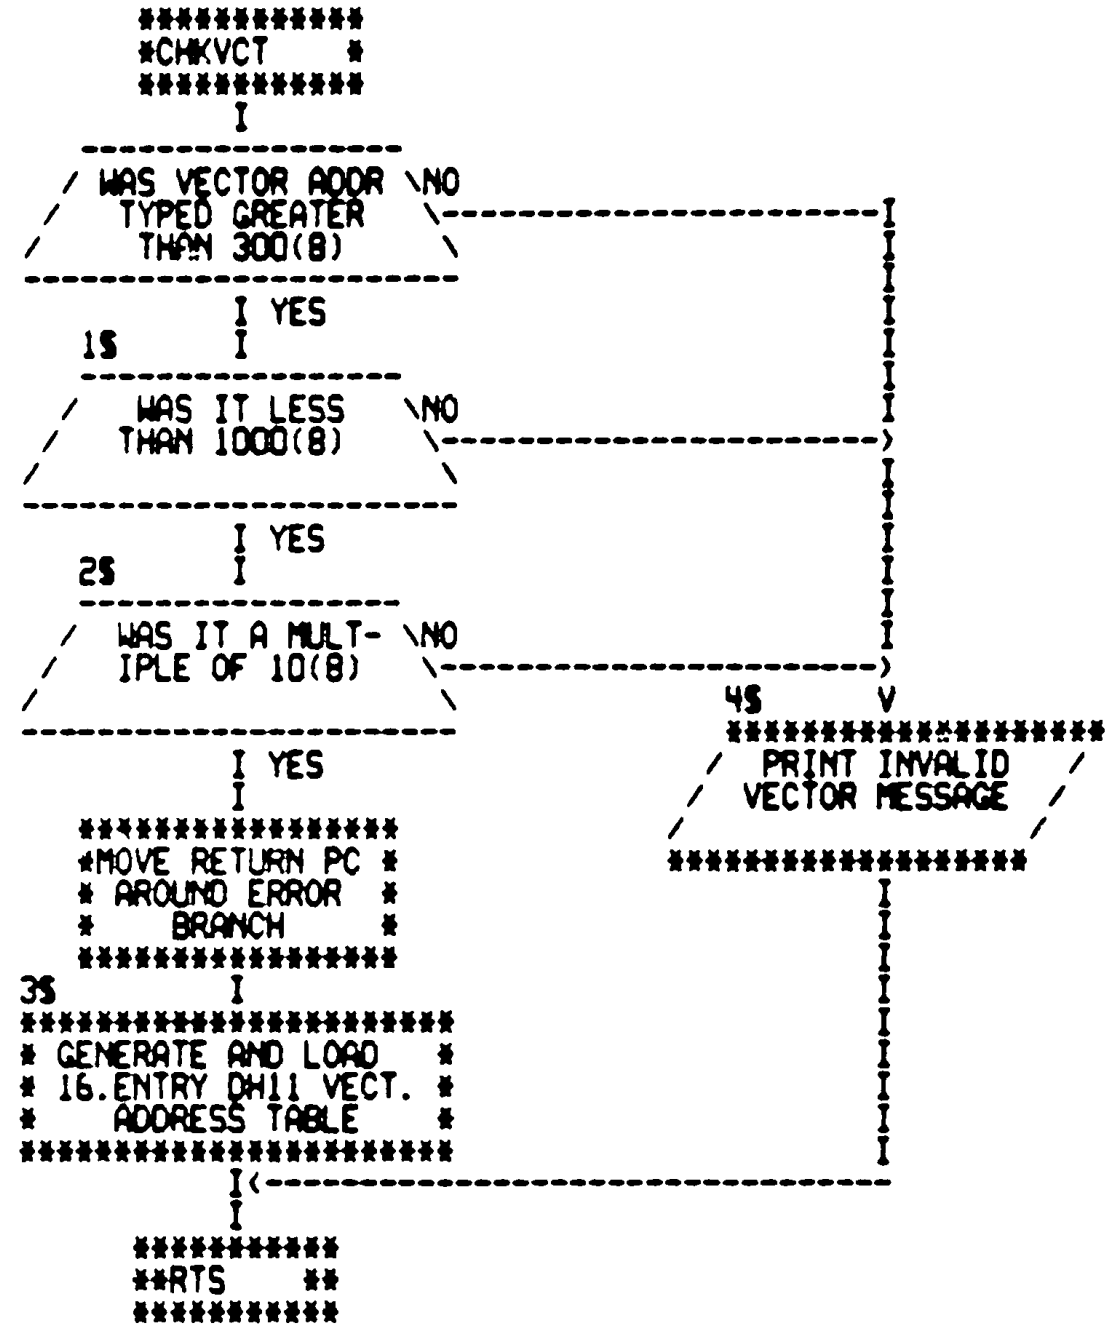 *CHKVCT *
I
WAS VECTOR ADDR NO
TYPED GREATER
THAN 300(8)
I YES
1$ I
WAS IT LESS NO
THAN 1000(8)
I YES
2$ I
WAS IT A MULT- NO
IPLE OF 10(8)
4$ V
I YES
PRINT INVALID
VECTOR MESSAGE
*MOVE RETURN PC *
* AROUND ERROR *
* BRANCH *
3$ I
* GENERATE AND LOAD *
* 16.ENTRY DH11 VECT. *
* ADDRESS TABLE *
**RTS **